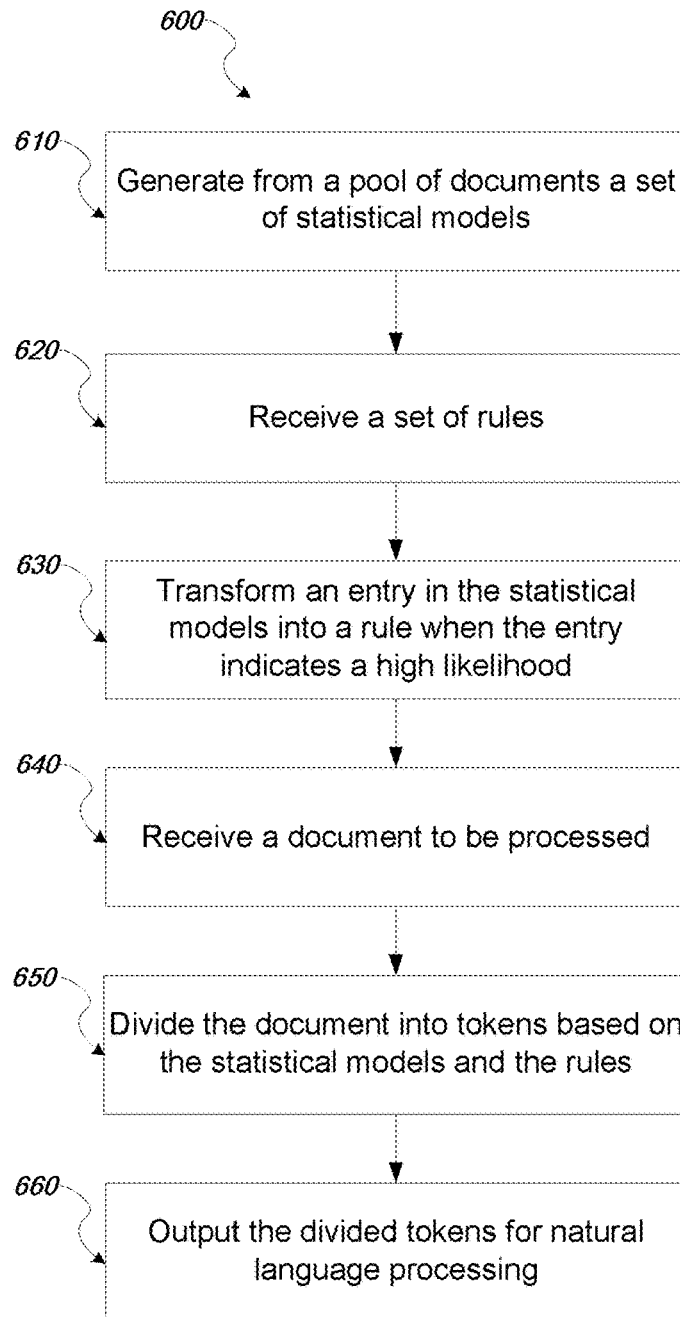 600
610
Generate from a pool of documents a set
of statistical models
620
Receive a set of rules
630
Transform an entry in the statistical
models into a rule when the entry
indicates a high likelihood
640
Receive a document to be processed
650
Divide the document into tokens based on
the statistical models and the rules
660
Output the divided tokens for natural
language processing